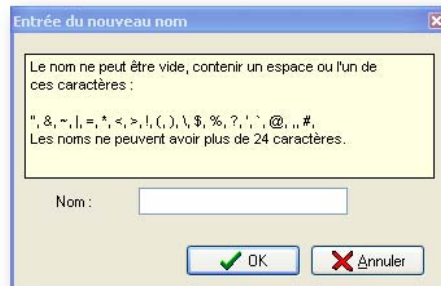 Entrée du nouveau nom
Le nom ne peut être vide, contenir un espace ou l'un de
ces caractères :
", &, ~, |, =, *, <, >, !, (, ), \, $, %, ?, ', `, @, ,, #,
Les noms ne peuvent avoir plus de 24 caractères.
Nom :
OK
Annuler